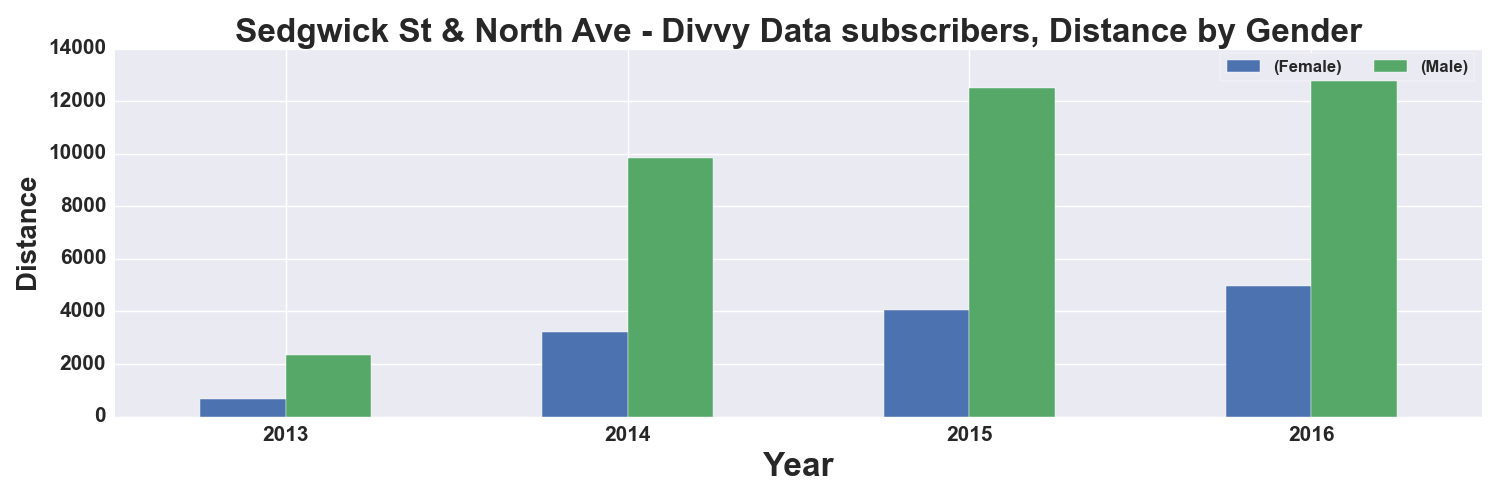 Sedgwick St & North Ave - Divvy Data subscribers, Distance by Gender
14000
12000
10000
8000
6000
4000
2000
0
Distance
(Female) (Male)
2013 2014 2015 2016
Year